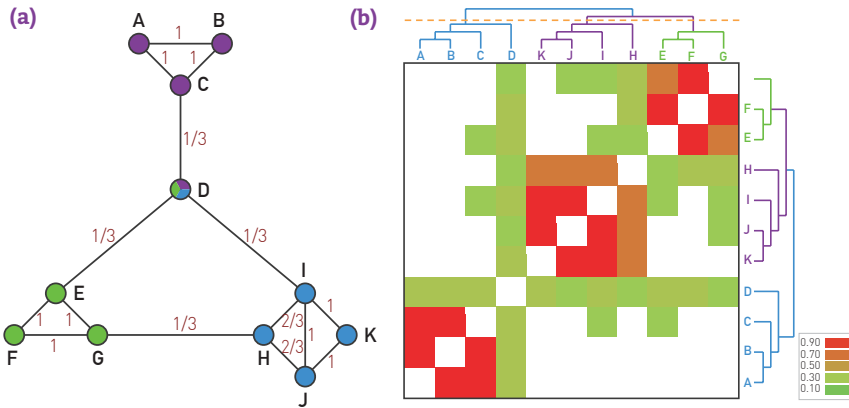 (a)
A 1 B
1 1
C
1/3
D
1/3 1/3
E I
1 1 2/3 1 1
F 1 G 1/3 H 2/3 1 K
J
(b)
A B C D K J I H E F G
F
E
H
I
J
K
D
C
B
A
0.90
0.70
0.50
0.30
0.10